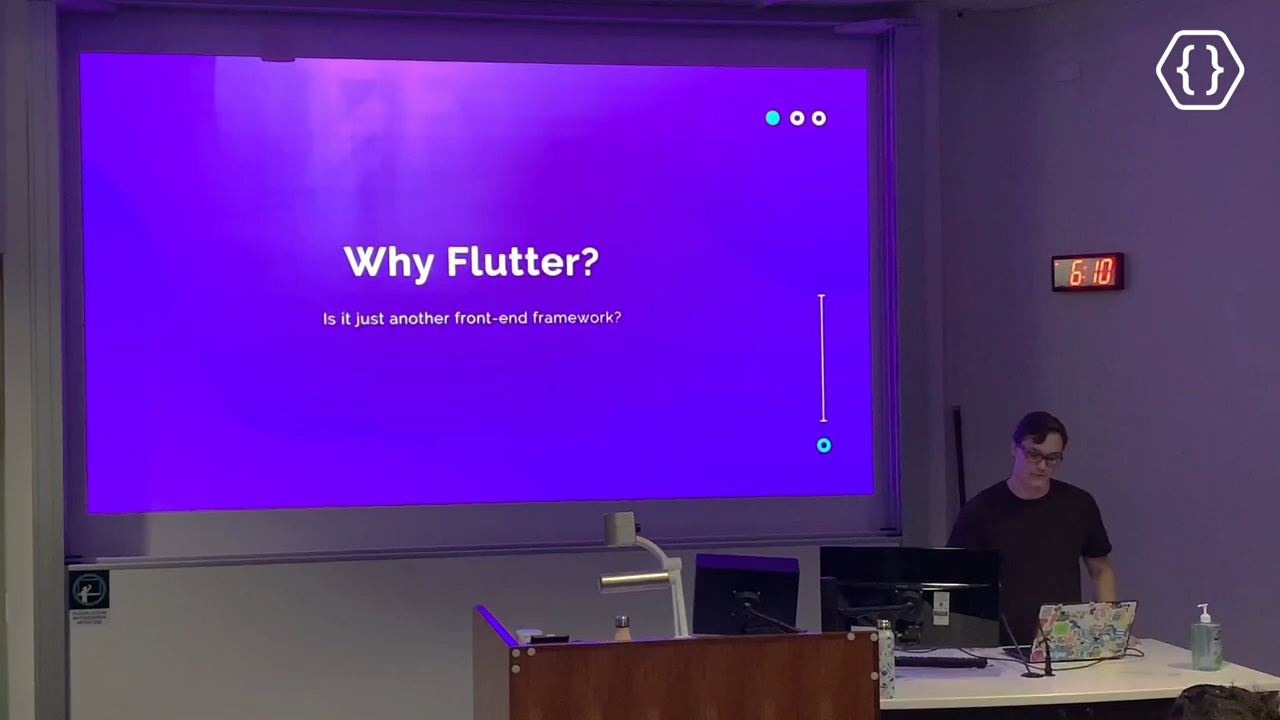 Why Flutter?
Is it just another front-end framework?
6:10
{ }